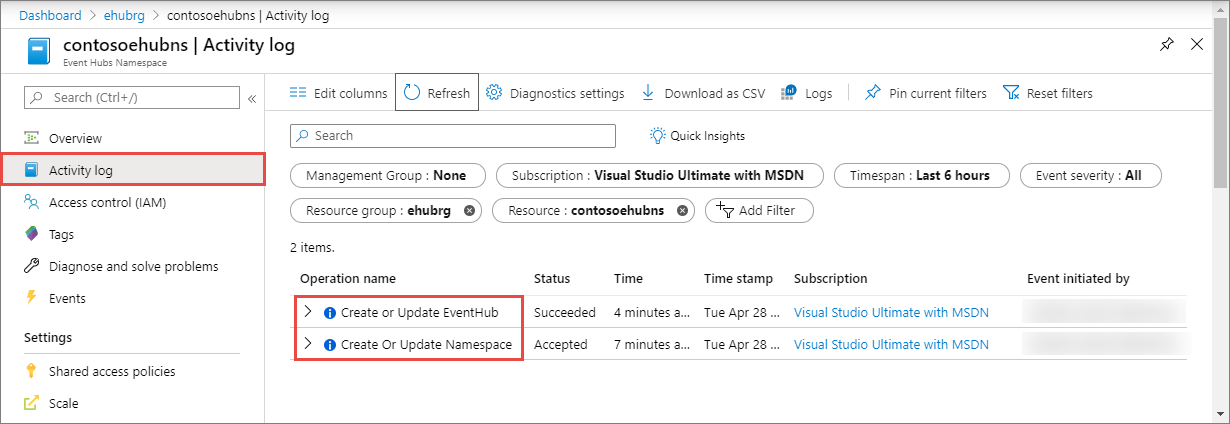 Dashboard > ehubrg > contosoehubns | Activity log
contosoehubns | Activity log
Event Hubs Namespace
Search (Ctrl+/)
«
Overview
Activity log
Access control (IAM)
Tags
Diagnose and solve problems
Events
Settings
Shared access policies
Scale
Edit columns Refresh Diagnostics settings Download as CSV Logs Pin current filters Reset filters
Search Quick Insights
Management Group : None Subscription : Visual Studio Ultimate with MSDN Timespan : Last 6 hours Event severity : All
Resource group : ehubrg Resource : contosoehubns Add Filter
2 items.
Operation name Status Time Time stamp Subscription Event initiated by
Create or Update EventHub Succeeded 4 minutes a... Tue Apr 28 ... Visual Studio Ultimate with MSDN
Create Or Update Namespace Accepted 7 minutes a... Tue Apr 28 ... Visual Studio Ultimate with MSDN